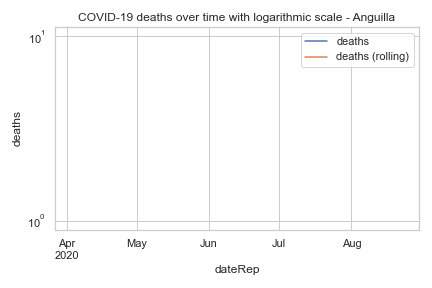 COVID-19 deaths over time with logarithmic scale - Anguilla
10¹
deaths
deaths (rolling)
deaths
10⁰
Apr May Jun Jul Aug
2020
dateRep